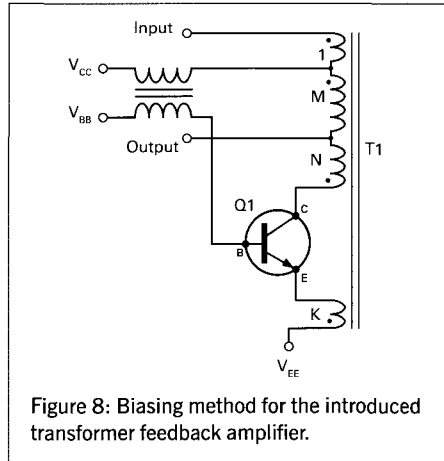 Input
1
V_CC
M
V_BB
Output
N
T1
Q1
C
B
E
K
V_EE
Figure 8: Biasing method for the introduced
transformer feedback amplifier.